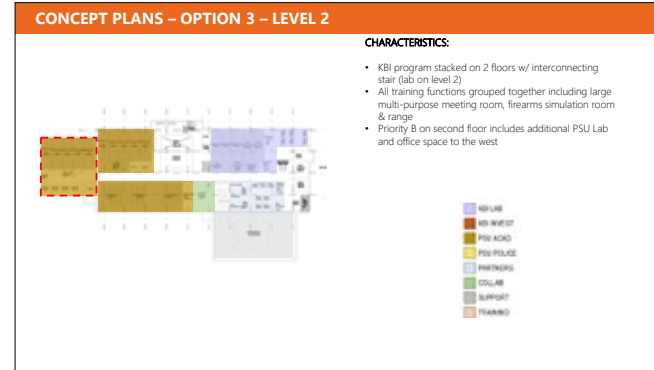 CONCEPT PLANS – OPTION 3 – LEVEL 2
CHARACTERISTICS:
• KBI program stacked on 2 floors w/ interconnecting
stair (lab on level 2)
• All training functions grouped together including large
multi-purpose meeting room, firearms simulation room
& range
• Priority B on second floor includes additional PSU Lab
and office space to the west
KBI LAB
KBI INVEST
PSU ACAD
PSU POLICE
PARTNERS
COLLAB
SUPPORT
TRAINING